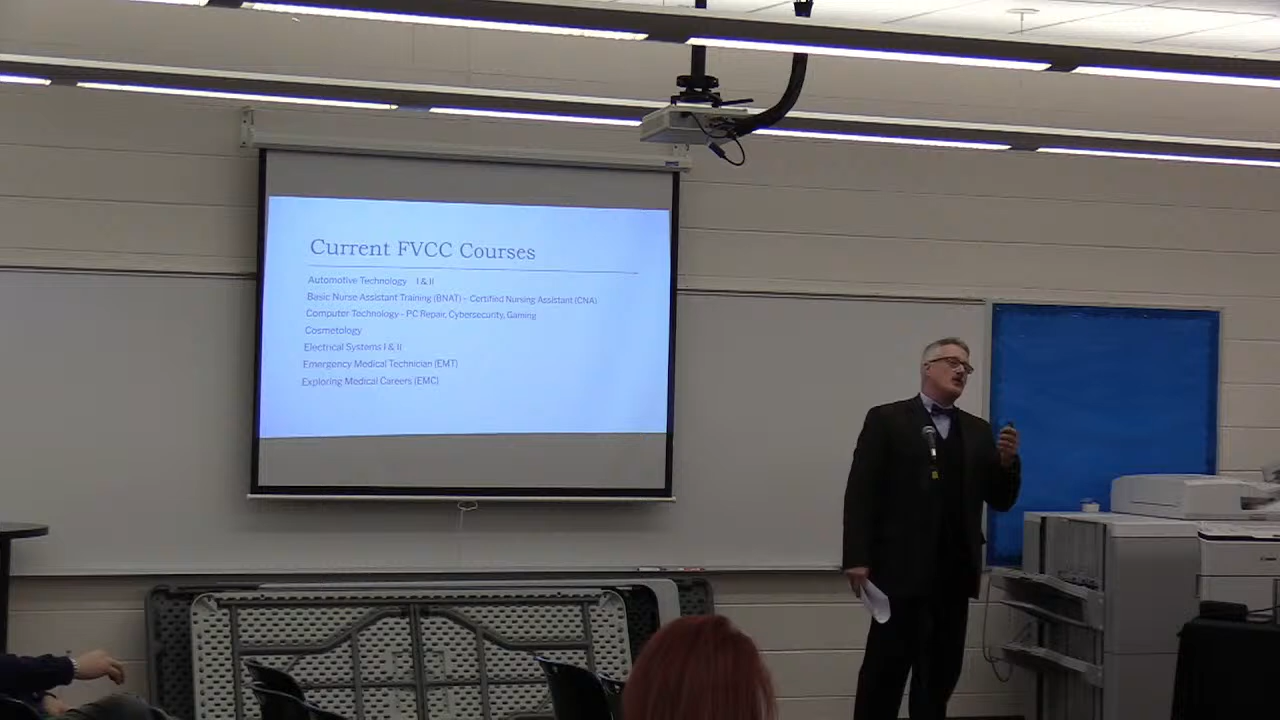 Current FVCC Courses
Automotive Technology I & II
Basic Nurse Assistant Training (BNAT) – Certified Nursing Assistant (CNA)
Computer Technology– PC Repair, Cybersecurity, Gaming
Cosmetology
Electrical Systems I & II
Emergency Medical Technician (EMT)
Exploring Medical Careers (EMC)